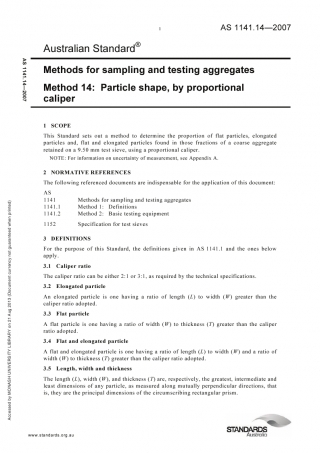 1
AS 1141.14—2007
Australian Standard®
Methods for sampling and testing aggregates
Method 14: Particle shape, by proportional
caliper
1 SCOPE
This Standard sets out a method to determine the proportion of flat particles, elongated
particles and, flat and elongated particles found in those fractions of a coarse aggregate
retained on a 9.50 mm test sieve, using a proportional caliper.
NOTE: For information on uncertainty of measurement, see Appendix A.
2 NORMATIVE REFERENCES
The following referenced documents are indispensable for the application of this document:
AS
1141 Methods for sampling and testing aggregates
1141.1 Method 1: Definitions
1141.2 Method 2: Basic testing equipment
1152 Specification for test sieves
3 DEFINITIONS
For the purpose of this Standard, the definitions given in AS 1141.1 and the ones below
apply.
3.1 Caliper ratio
The caliper ratio can be either 2:1 or 3:1, as required by the technical specifications.
3.2 Elongated particle
An elongated particle is one having a ratio of length (L) to width (W) greater than the
caliper ratio adopted.
3.3 Flat particle
A flat particle is one having a ratio of width (W) to thickness (T) greater than the caliper
ratio adopted.
3.4 Flat and elongated particle
A flat and elongated particle is one having a ratio of length (L) to width (W) and a ratio of
width (W) to thickness (T) greater than the caliper ratio adopted.
3.5 Length, width and thickness
The length (L), width (W), and thickness (T) are, respectively, the greatest, intermediate and
least dimensions of any particle, as measured along mutually perpendicular directions, that
is, they are the principal dimensions of the circumscribing rectangular prism.
www.standards.org.au
STANDARDS
Australia
AS 1141.14—2007
Accessed by MONASH UNIVERSITY LIBRARY on 21 Aug 2012 (Document currency not guaranteed when printed)